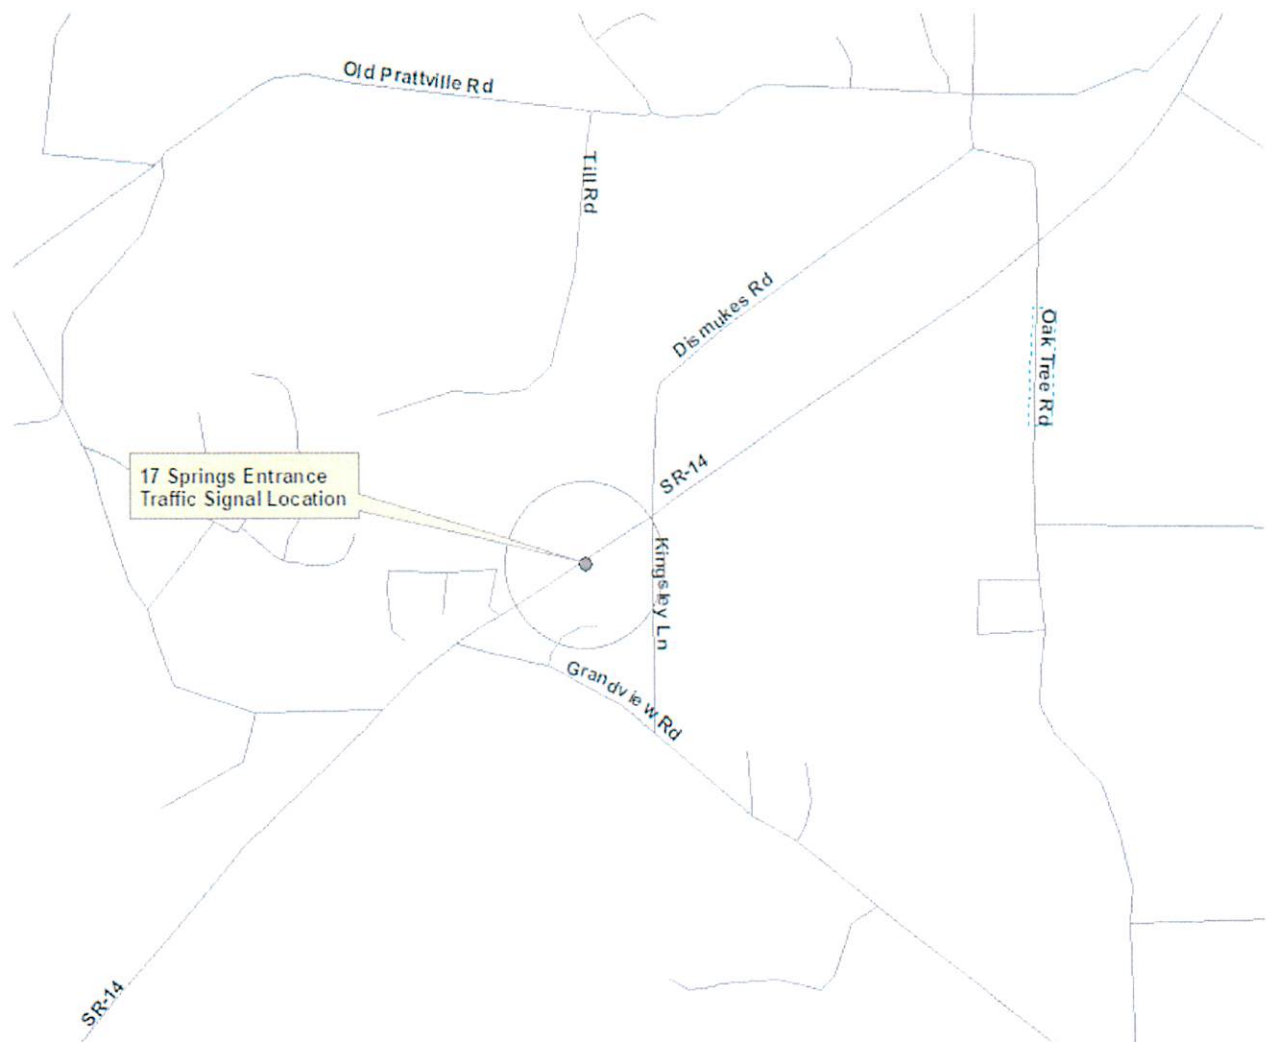 Old Prattville Rd
Till Rd
Dismukes Rd
Oak Tree Rd
SR-14
17 Springs Entrance
Traffic Signal Location
Kingsley Ln
Grandview Rd
SR-14